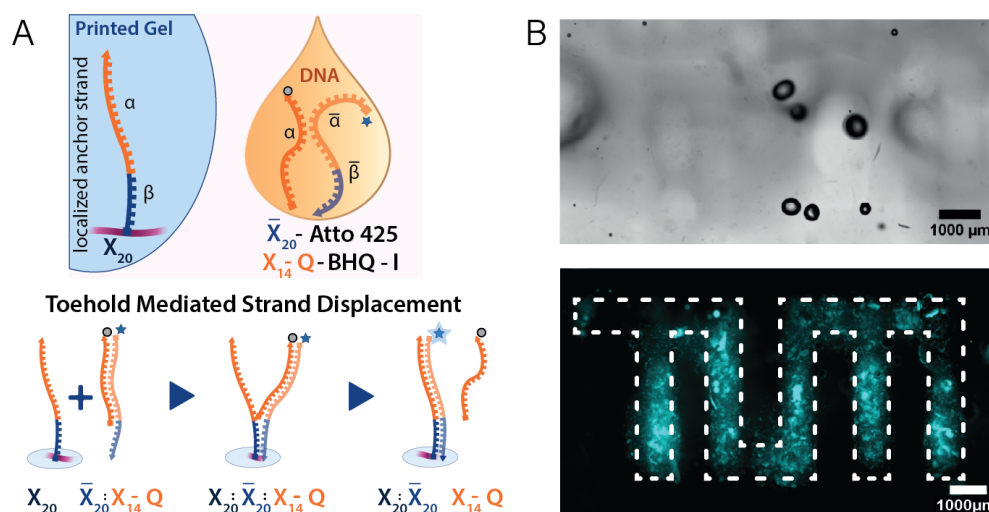 A
Printed Gel
localized anchor strand
α
β
X₂₀
DNA
α
ᾱ
β̄
X̄₂₀- Atto 425
X₁₄- Q - BHQ - I
Toehold Mediated Strand Displacement
X₂₀ X̄₂₀:X₁₄- Q X₂₀:X̄₂₀:X₁₄- Q X₂₀:X̄₂₀ X₁₄- Q
B
1000 µm
1000µm